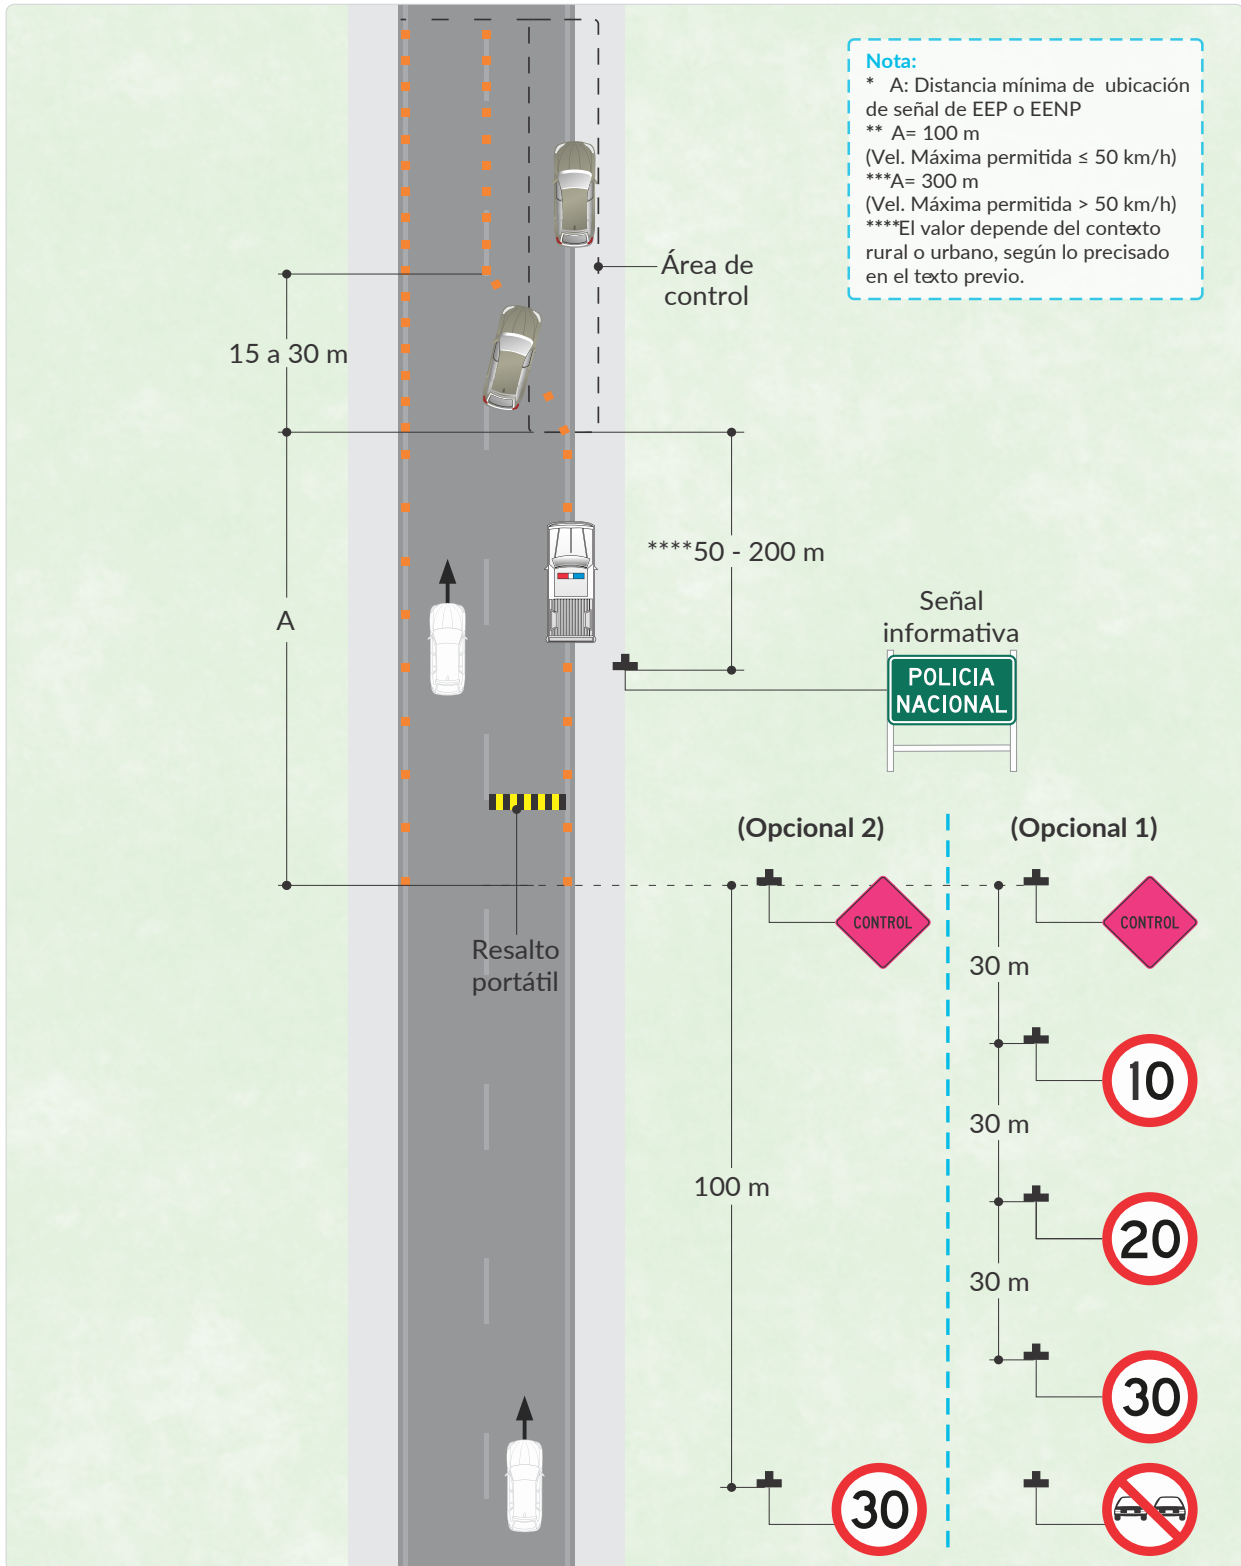 Nota:
* A: Distancia mínima de ubicación
de señal de EEP o EENP
** A= 100 m
(Vel. Máxima permitida ≤ 50 km/h)
***A= 300 m
(Vel. Máxima permitida > 50 km/h)
****El valor depende del contexto
rural o urbano, según lo precisado
en el texto previo.
Área de
control
15 a 30 m
****50 - 200 m
A
Señal
informativa
POLICIA
NACIONAL
(Opcional 2)
(Opcional 1)
CONTROL
CONTROL
Resalto
portátil
30 m
10
30 m
100 m
20
30 m
30
30